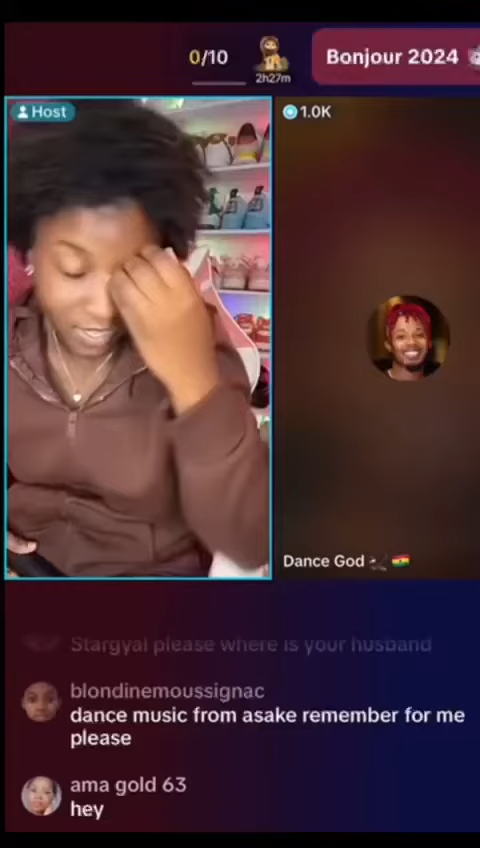 0/10
2h27m
Bonjour 2024
Host
1.0K
Dance God 🇬🇭
Stargyal please where is your husband
blondinemoussignac
dance music from asake remember for me
please
ama gold 63
hey